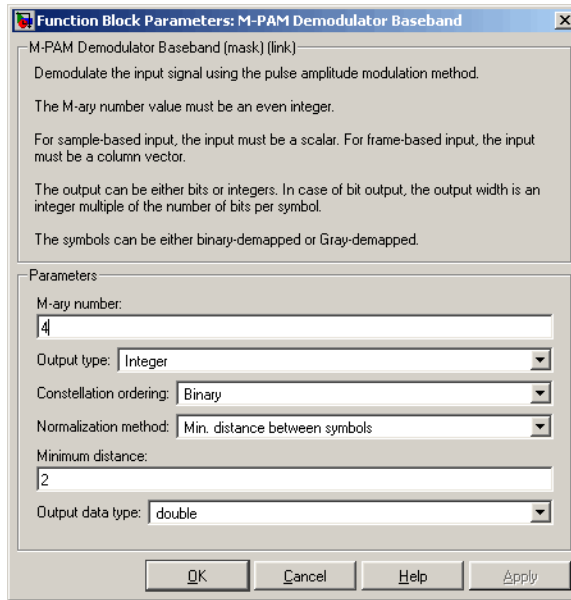 Function Block Parameters: M-PAM Demodulator Baseband
M-PAM Demodulator Baseband (mask) (link)
Demodulate the input signal using the pulse amplitude modulation method.
The M-ary number value must be an even integer.
For sample-based input, the input must be a scalar. For frame-based input, the input
must be a column vector.
The output can be either bits or integers. In case of bit output, the output width is an
integer multiple of the number of bits per symbol.
The symbols can be either binary-demapped or Gray-demapped.
Parameters
M-ary number:
4
Output type: Integer
Constellation ordering: Binary
Normalization method: Min. distance between symbols
Minimum distance:
2
Output data type: double
OK Cancel Help Apply